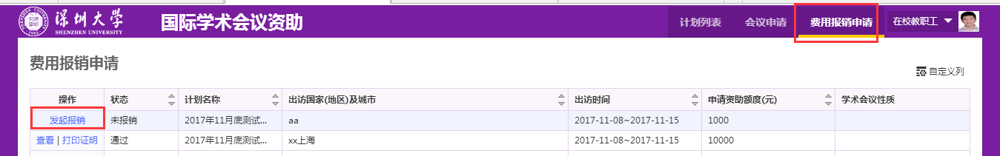 深圳大学
SHENZHEN UNIVERSITY
1983
国际学术会议资助
计划列表 会议申请 费用报销申请 在校教职工
费用报销申请
自定义列
操作 状态 计划名称 出访国家(地区)及城市 出访时间 申请资助额度(元) 学术会议性质
发起报销 未报销 2017年11月底测试... aa 2017-11-08~2017-11-15 1000
查看 | 打印证明 通过 2017年11月底测试... xx上海 2017-11-08~2017-11-15 10000